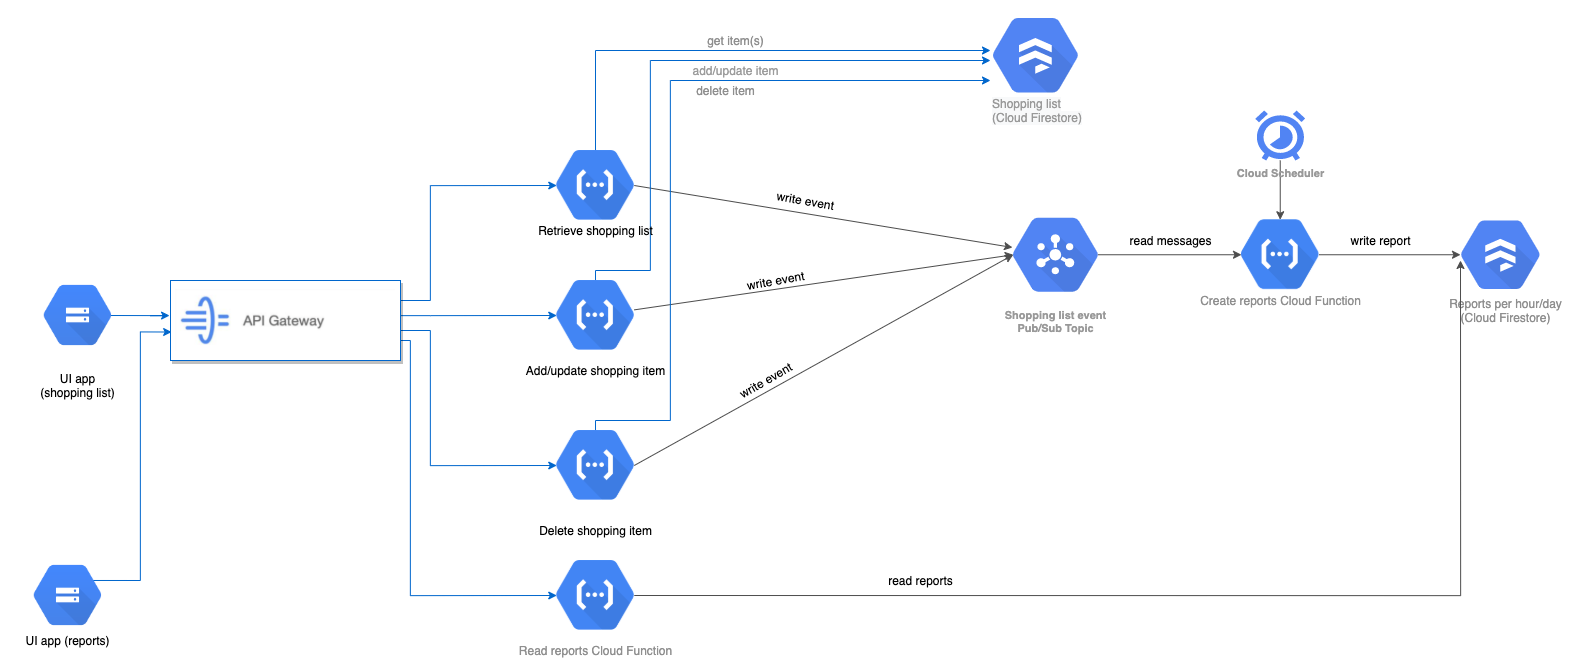 get item(s)
add/update item
delete item
Shopping list
(Cloud Firestore)
Cloud Scheduler
Retrieve shopping list
write event
read messages
write report
Create reports Cloud Function
Reports per hour/day
(Cloud Firestore)
Shopping list event
Pub/Sub Topic
write event
API Gateway
UI app
(shopping list)
Add/update shopping item
write event
Delete shopping item
read reports
UI app (reports)
Read reports Cloud Function